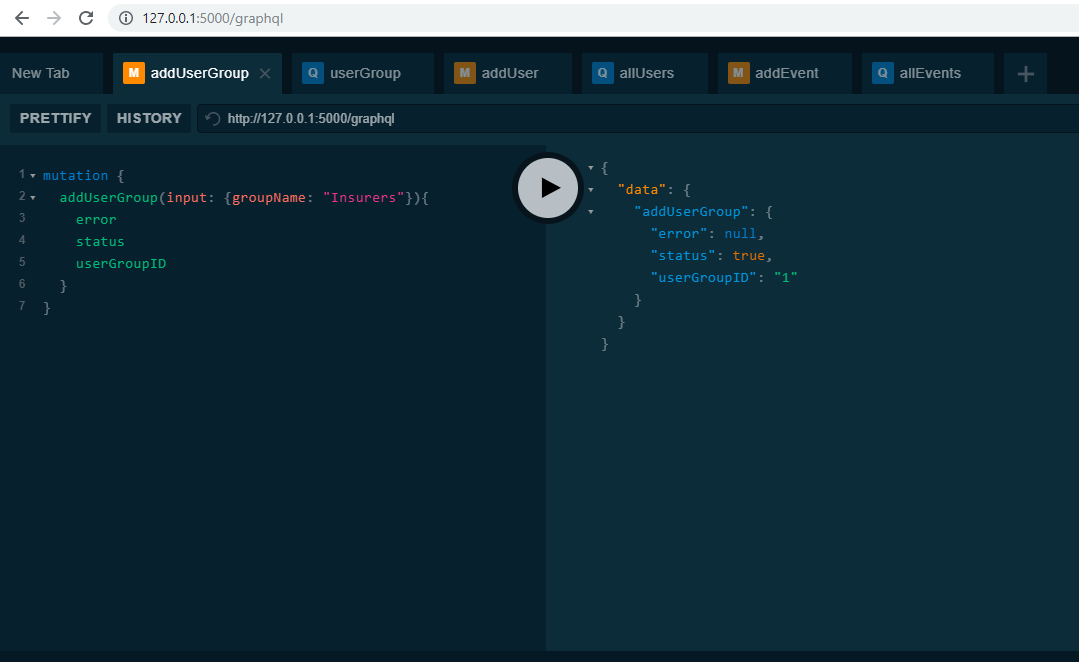 127.0.0.1:5000/graphql
New Tab M addUserGroup Q userGroup M addUser Q allUsers M addEvent Q allEvents
PRETTIFY HISTORY http://127.0.0.1:5000/graphql
1 mutation {
2 addUserGroup(input: {groupName: "Insurers"}){
3 error
4 status
5 userGroupID
6 }
7 }
{
"data": {
"addUserGroup": {
"error": null,
"status": true,
"userGroupID": "1"
}
}
}